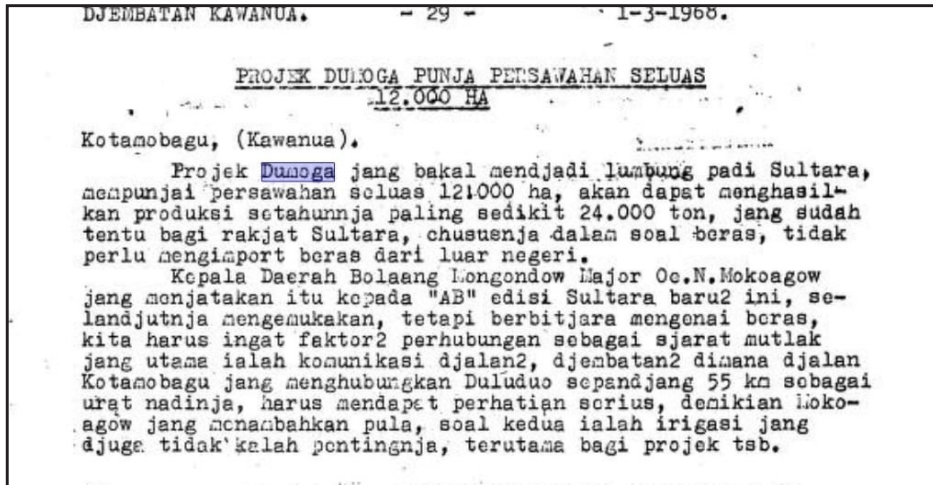 DJEMBATAN KAWANUA. - 29 - 1-3-1968.
PROJEK DUMOGA PUNJA PERSAWAHAN SELUAS
12.000 HA
Kotamobagu, (Kawanua).
Projek Dumoga jang bakal mendjadi lumbung padi Sultara,
mempunjai persawahan seluas 121000 ha, akan dapat menghasil-
kan produksi setahunnja paling sedikit 24.000 ton, jang sudah
tentu bagi rakjat Sultara, chususnja dalam soal beras, tidak
perlu mengimport beras dari luar negeri.
Kepala Daerah Bolaang Mongondow Major Oe.N.Mokoagow
jang menjatakan itu kepada "AB" edisi Sultara baru2 ini, se-
landjutnja mengemukakan, tetapi berbitjara mengenai beras,
kita harus ingat faktor2 perhubungan sebagai sjarat mutlak
jang utama ialah komunikasi djalan2, djembatan2 dimana djalan
Kotamobagu jang menghubungkan Duluduo sepandjang 55 km sebagai
urat nadinja, harus mendapat perhatian serius, demikian Moko-
agow jang menambahkan pula, soal kedua ialah irigasi jang
djuga tidak kalah pentingnja, terutama bagi projek tsb.